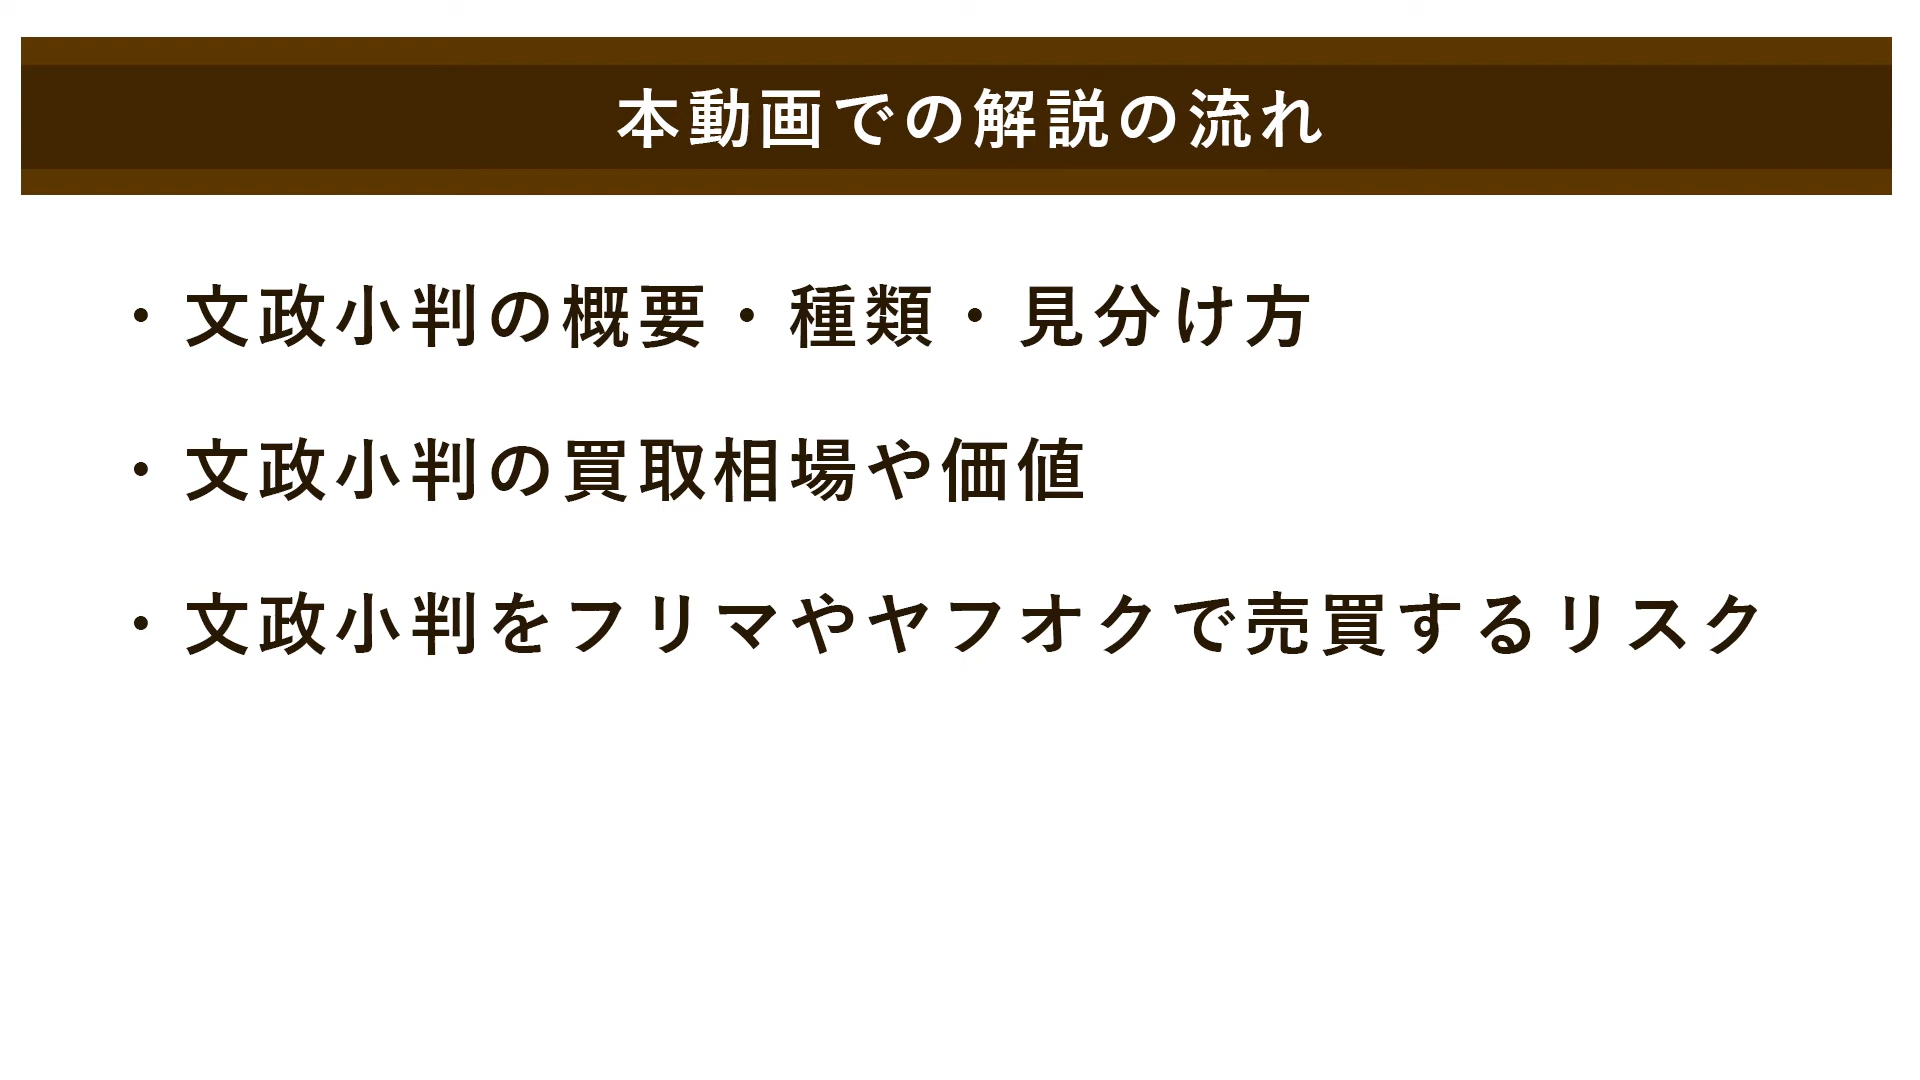 本動画での解説の流れ
・文政小判の概要・種類・見分け方
・文政小判の買取相場や価値
・文政小判をフリマやヤフオクで売買するリスク